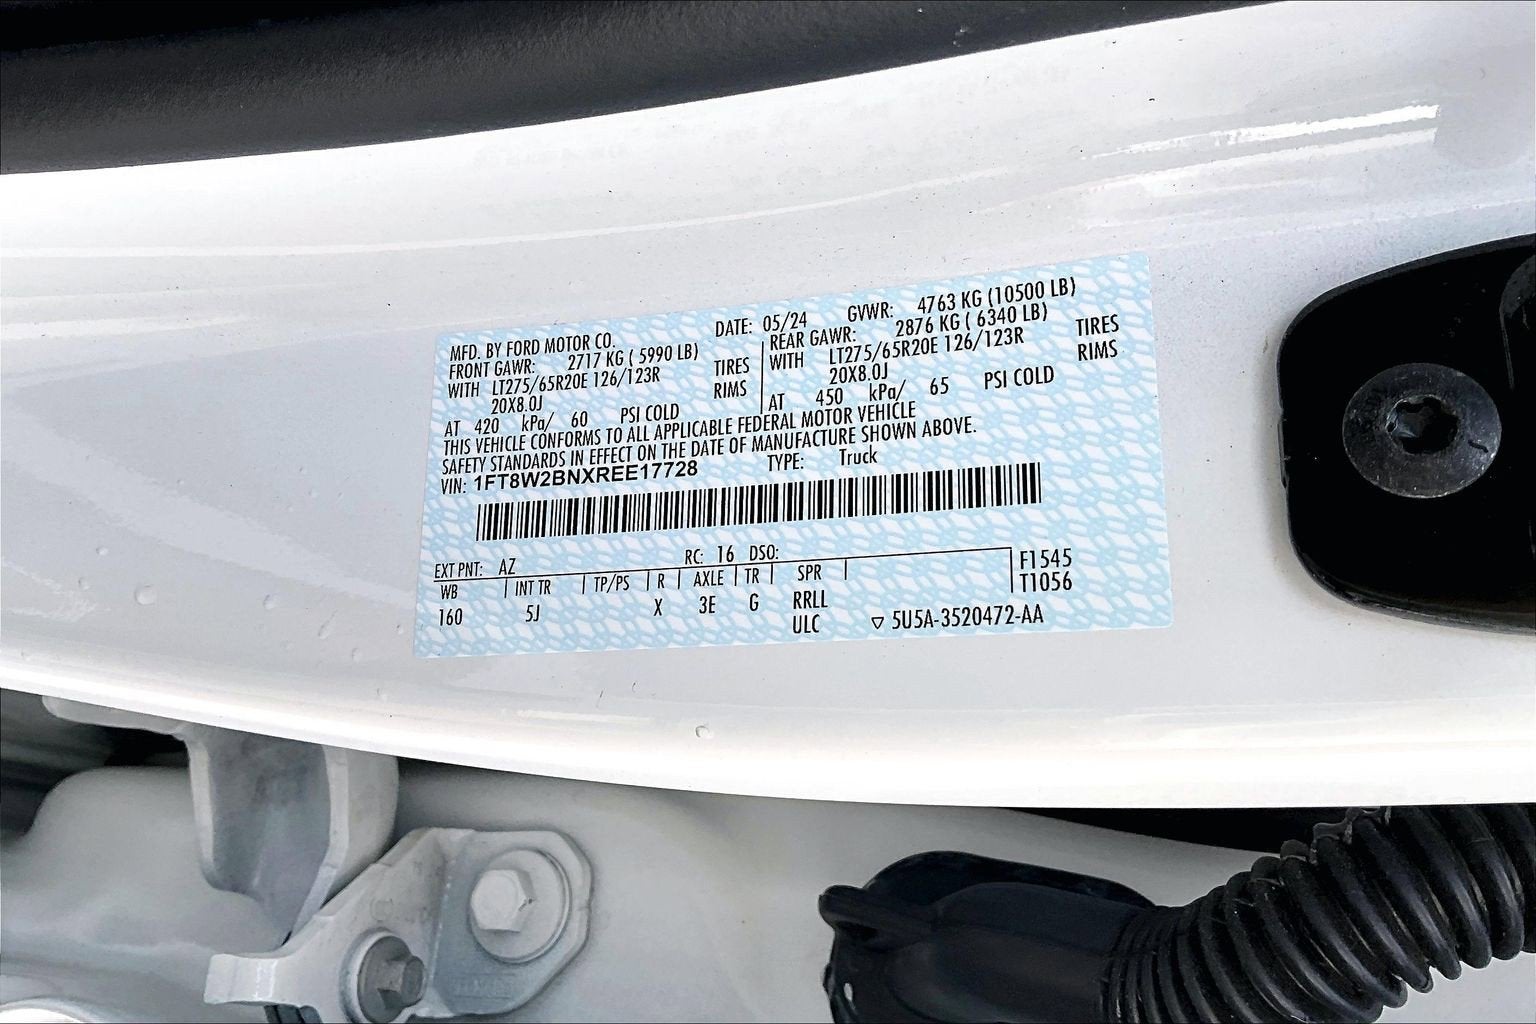 MFD. BY FORD MOTOR CO. DATE: 05/24 GVWR: 4763 KG (10500 LB)
FRONT GAWR: 2717 KG ( 5990 LB) REAR GAWR: 2876 KG ( 6340 LB)
WITH LT275/65R20E 126/123R TIRES WITH LT275/65R20E 126/123R TIRES
20X8.0J RIMS 20X8.0J RIMS
AT 420 kPa/ 60 PSI COLD AT 450 kPa/ 65 PSI COLD
THIS VEHICLE CONFORMS TO ALL APPLICABLE FEDERAL MOTOR VEHICLE
SAFETY STANDARDS IN EFFECT ON THE DATE OF MANUFACTURE SHOWN ABOVE.
VIN: 1FT8W2BNXREE17728 TYPE: Truck
EXT PNT: AZ RC: 16 DSO: F1545
WB INT TR TP/PS R AXLE TR SPR T1056
160 5J X 3E G RRLL
ULC ▽ 5U5A-3520472-AA